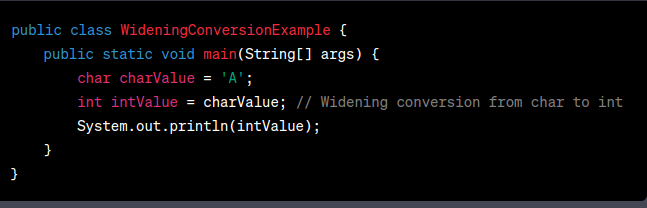 public class WideningConversionExample {
    public static void main(String[] args) {
        char charValue = 'A';
        int intValue = charValue; // Widening conversion from char to int
        System.out.println(intValue);
    }
}